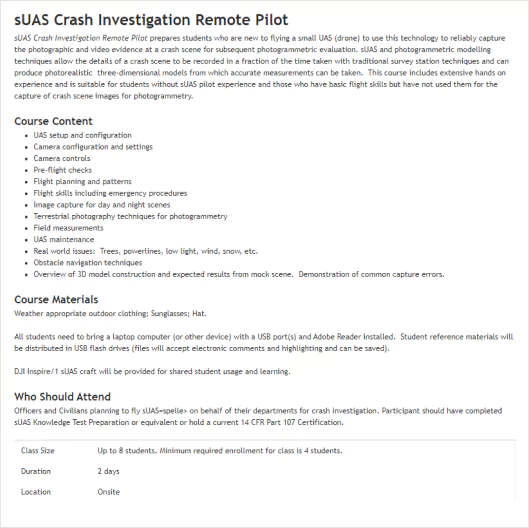 sUAS Crash Investigation Remote Pilot
sUAS Crash Investigation Remote Pilot prepares students who are new to flying a small UAS (drone) to use this technology to reliably capture
the photographic and video evidence at a crash scene for subsequent photogrammetric evaluation. sUAS and photogrammetric modelling
techniques allow the details of a crash scene to be recorded in a fraction of the time taken with traditional survey station techniques and can
produce photorealistic three-dimensional models from which accurate measurements can be taken. This course includes extensive hands on
experience and is suitable for students without sUAS pilot experience and those who have basic flight skills but have not used them for the
capture of crash scene images for photogrammetry.
Course Content
• UAS setup and configuration
• Camera configuration and settings
• Camera controls
• Pre-flight checks
• Flight planning and patterns
• Flight skills including emergency procedures
• Image capture for day and night scenes
• Terrestrial photography techniques for photogrammetry
• Field measurements
• UAS maintenance
• Real world issues: Trees, powerlines, low light, wind, snow, etc.
• Obstacle navigation techniques
• Overview of 3D model construction and expected results from mock scene. Demonstration of common capture errors.
Course Materials
Weather appropriate outdoor clothing; Sunglasses; Hat.
All students need to bring a laptop computer (or other device) with a USB port(s) and Adobe Reader installed. Student reference materials will
be distributed in USB flash drives (files will accept electronic comments and highlighting and can be saved).
DJI Inspire/1 sUAS craft will be provided for shared student usage and learning.
Who Should Attend
Officers and Civilians planning to fly sUAS=spelle> on behalf of their departments for crash investigation. Participant should have completed
sUAS Knowledge Test Preparation or equivalent or hold a current 14 CFR Part 107 Certification.
Class Size Up to 8 students. Minimum required enrollment for class is 4 students.
Duration 2 days
Location Onsite